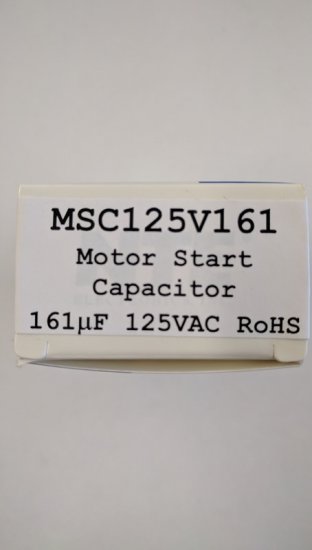 MSC125V161
Motor Start
Capacitor
161µF 125VAC RoHS